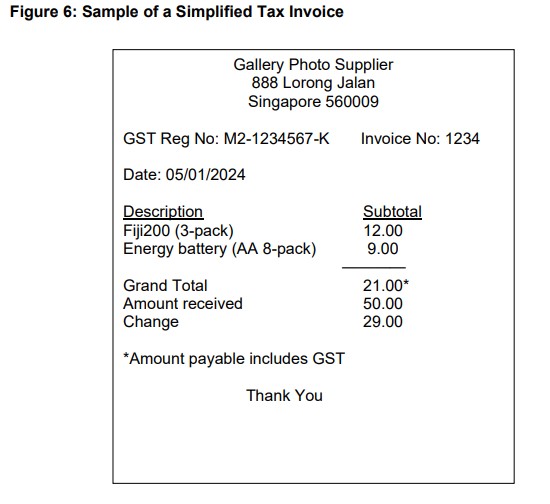 Figure 6: Sample of a Simplified Tax Invoice
Gallery Photo Supplier
888 Lorong Jalan
Singapore 560009
GST Reg No: M2-1234567-K Invoice No: 1234
Date: 05/01/2024
Description Subtotal
Fiji200 (3-pack) 12.00
Energy battery (AA 8-pack) 9.00
Grand Total 21.00*
Amount received 50.00
Change 29.00
*Amount payable includes GST
Thank You